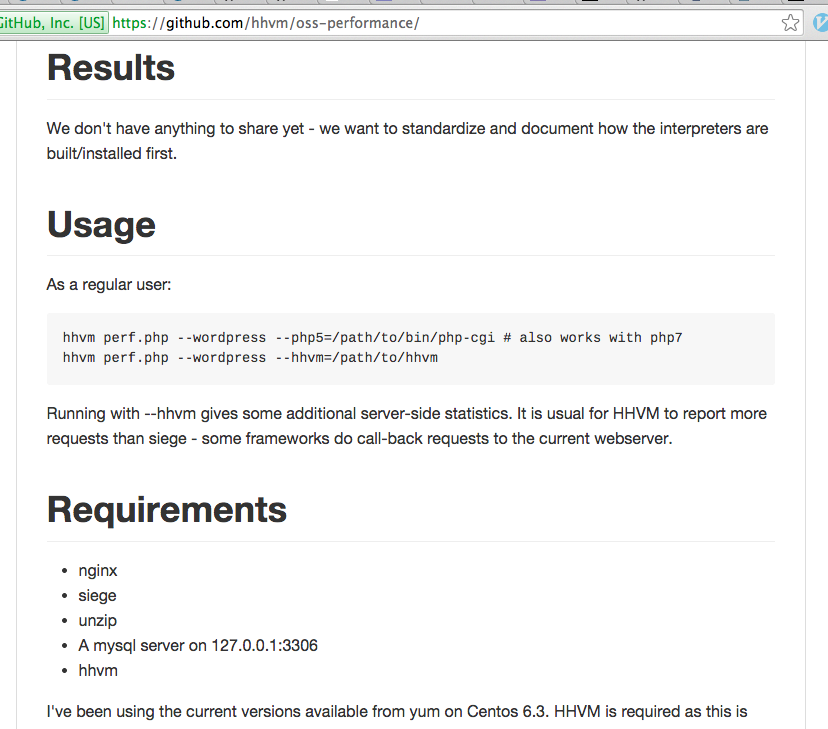 GitHub, Inc. [US] https://github.com/hhvm/oss-performance/
Results
We don't have anything to share yet - we want to standardize and document how the interpreters are
built/installed first.
Usage
As a regular user:
hhvm perf.php --wordpress --php5=/path/to/bin/php-cgi # also works with php7
hhvm perf.php --wordpress --hhvm=/path/to/hhvm
Running with --hhvm gives some additional server-side statistics. It is usual for HHVM to report more
requests than siege - some frameworks do call-back requests to the current webserver.
Requirements
• nginx
• siege
• unzip
• A mysql server on 127.0.0.1:3306
• hhvm
I've been using the current versions available from yum on Centos 6.3. HHVM is required as this is